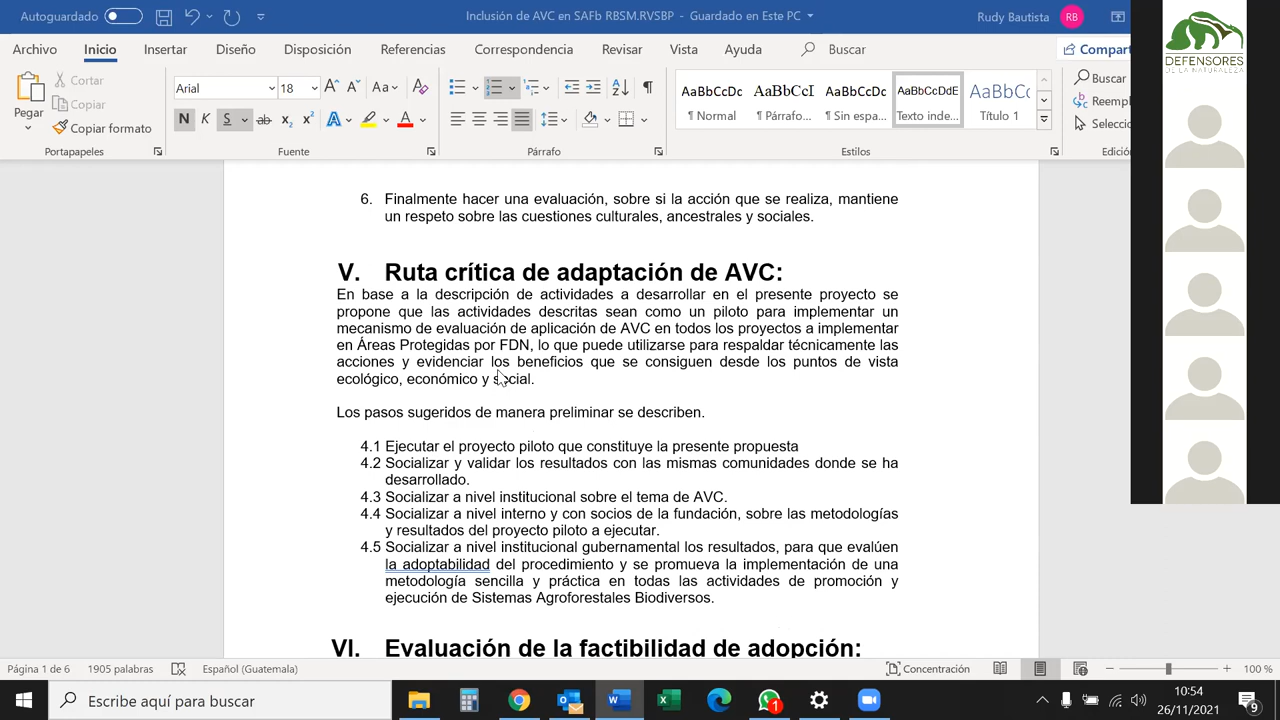 Autoguardado
Inclusión de AVC en SAFb RBSM.RVSBP - Guardado en Este PC
Rudy Bautista
RB
Archivo
Inicio
Insertar
Diseño
Disposición
Referencias
Correspondencia
Revisar
Vista
Ayuda
Buscar
Compart
Pegar
Cortar
Copiar
Copiar formato
Portapapeles
Arial
18
Aa
N K S ab x₂ x² A A
Fuente
Párrafo
AaBbCcDc
¶ Normal
AaBbCcI
¶ Párrafo...
AaBbCcDc
¶ Sin espa...
AaBbCcDdE
Texto inde...
AaBbCc
Título 1
Estilos
Buscar
Reempl
Selecci
Edició
DEFENSORES
DE LA NATURALEZA
6. Finalmente hacer una evaluación, sobre si la acción que se realiza, mantiene
un respeto sobre las cuestiones culturales, ancestrales y sociales.
V. Ruta crítica de adaptación de AVC:
En base a la descripción de actividades a desarrollar en el presente proyecto se
propone que las actividades descritas sean como un piloto para implementar un
mecanismo de evaluación de aplicación de AVC en todos los proyectos a implementar
en Áreas Protegidas por FDN, lo que puede utilizarse para respaldar técnicamente las
acciones y evidenciar los beneficios que se consiguen desde los puntos de vista
ecológico, económico y social.
Los pasos sugeridos de manera preliminar se describen.
4.1 Ejecutar el proyecto piloto que constituye la presente propuesta
4.2 Socializar y validar los resultados con las mismas comunidades donde se ha
desarrollado.
4.3 Socializar a nivel institucional sobre el tema de AVC.
4.4 Socializar a nivel interno y con socios de la fundación, sobre las metodologías
y resultados del proyecto piloto a ejecutar.
4.5 Socializar a nivel institucional gubernamental los resultados, para que evalúen
la adoptabilidad del procedimiento y se promueva la implementación de una
metodología sencilla y práctica en todas las actividades de promoción y
ejecución de Sistemas Agroforestales Biodiversos.
VI. Evaluación de la factibilidad de adopción:
Página 1 de 6
1905 palabras
Español (Guatemala)
Concentración
100 %
Escribe aquí para buscar
1
10:54
26/11/2021
9